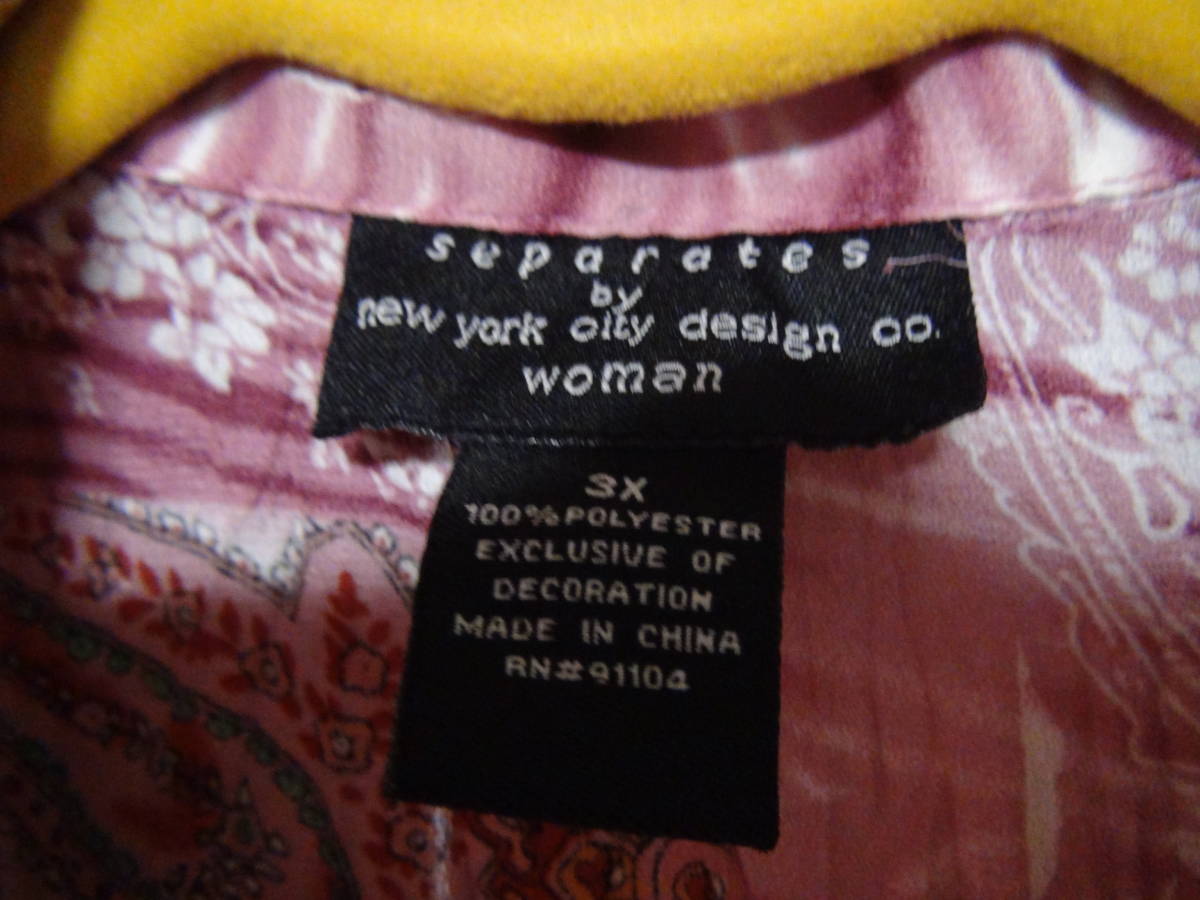 separates
by
new york city design co.
woman
3X
100% POLYESTER
EXCLUSIVE OF
DECORATION
MADE IN CHINA
RN#91104